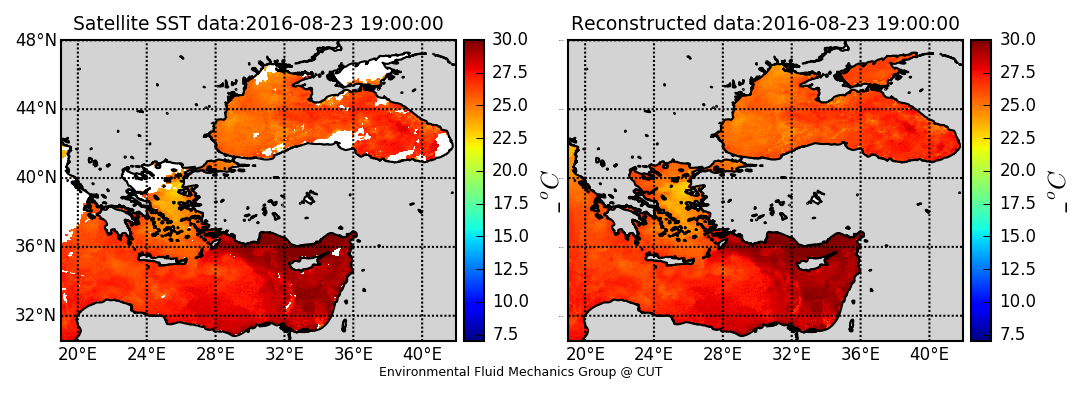 Satellite SST data:2016-08-23 19:00:00
Reconstructed data:2016-08-23 19:00:00
48°N
44°N
40°N
36°N
32°N
20°E 24°E 28°E 32°E 36°E 40°E
30.0
27.5
25.0
22.5
20.0
17.5
15.0
12.5
10.0
7.5
_ °C
20°E 24°E 28°E 32°E 36°E 40°E
30.0
27.5
25.0
22.5
20.0
17.5
15.0
12.5
10.0
7.5
_ °C
Environmental Fluid Mechanics Group @ CUT